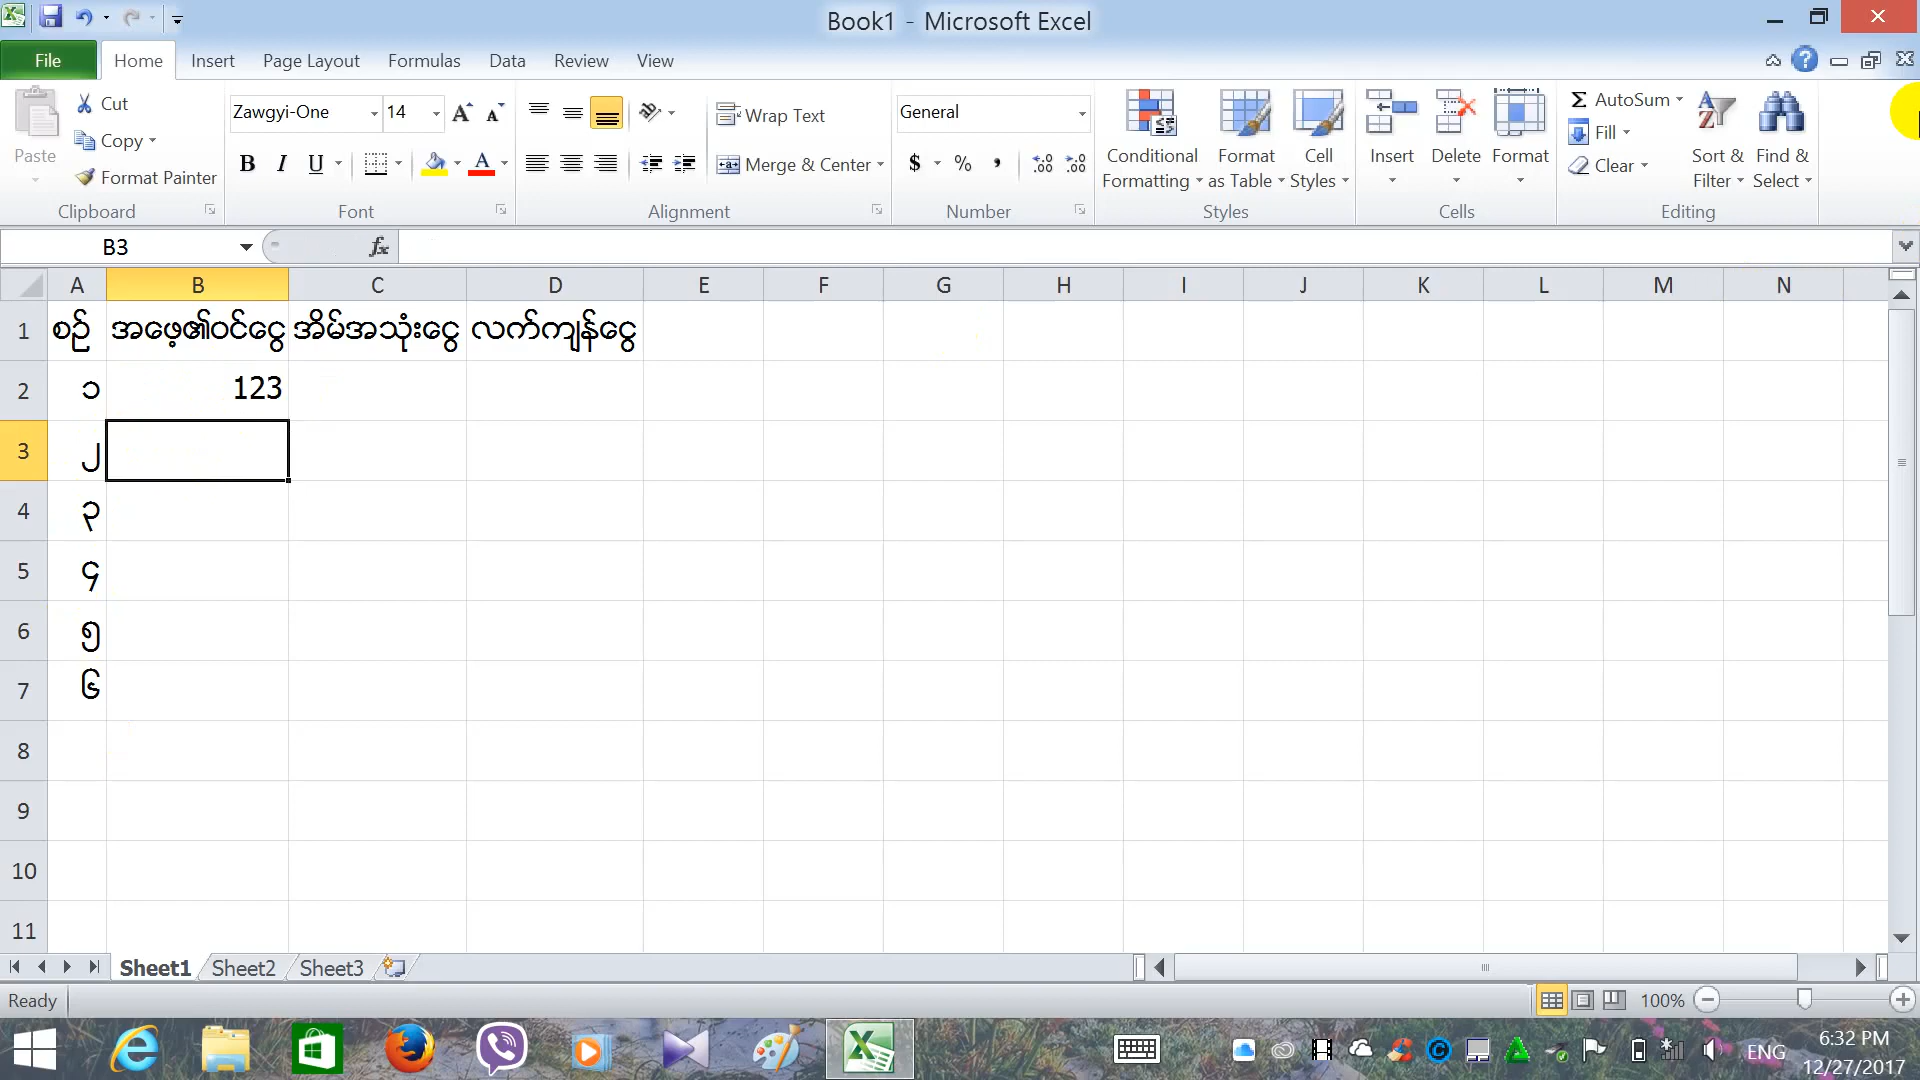 Book1 - Microsoft Excel
File Home Insert Page Layout Formulas Data Review View
Paste
Cut
Copy
Format Painter
Clipboard
Zawgyi-One 14
B I U
Font
Wrap Text
Merge & Center
Alignment
General
$ % ,
Number
Conditional Formatting
Format as Table
Cell Styles
Styles
Insert
Delete
Format
Cells
AutoSum
Fill
Clear
Sort & Filter
Find & Select
Editing
B3 fx
A B C D E F G H I J K L M N
1 စဉ် အဖေ့၏ဝင်ငွေ အိမ်အသုံးငွေ လက်ကျန်ငွေ
2 ၁ 123
3 ၂
4 ၃
5 ၄
6 ၅
7 ၆
8
9
10
11
Sheet1 Sheet2 Sheet3
Ready 100%
ENG
6:32 PM
12/27/2017